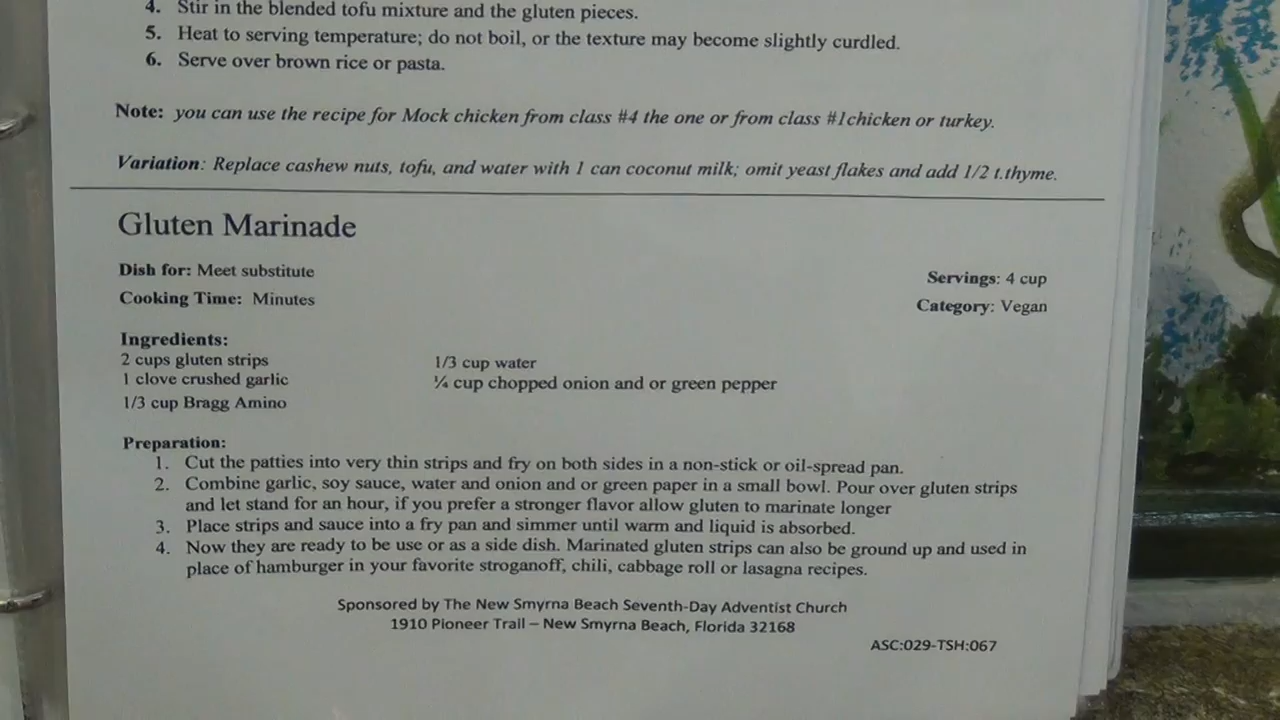 4. Stir in the blended tofu mixture and the gluten pieces.
5. Heat to serving temperature; do not boil, or the texture may become slightly curdled.
6. Serve over brown rice or pasta.
Note: you can use the recipe for Mock chicken from class #4 the one or from class #1chicken or turkey.
Variation: Replace cashew nuts, tofu, and water with 1 can coconut milk; omit yeast flakes and add 1/2 t.thyme.
Gluten Marinade
Dish for: Meet substitute
Servings: 4 cup
Cooking Time: Minutes
Category: Vegan
Ingredients:
2 cups gluten strips
1/3 cup water
1 clove crushed garlic
¼ cup chopped onion and or green pepper
1/3 cup Bragg Amino
Preparation:
1. Cut the patties into very thin strips and fry on both sides in a non-stick or oil-spread pan.
2. Combine garlic, soy sauce, water and onion and or green paper in a small bowl. Pour over gluten strips
and let stand for an hour, if you prefer a stronger flavor allow gluten to marinate longer
3. Place strips and sauce into a fry pan and simmer until warm and liquid is absorbed.
4. Now they are ready to be use or as a side dish. Marinated gluten strips can also be ground up and used in
place of hamburger in your favorite stroganoff, chili, cabbage roll or lasagna recipes.
Sponsored by The New Smyrna Beach Seventh-Day Adventist Church
1910 Pioneer Trail – New Smyrna Beach, Florida 32168
ASC:029-TSH:067